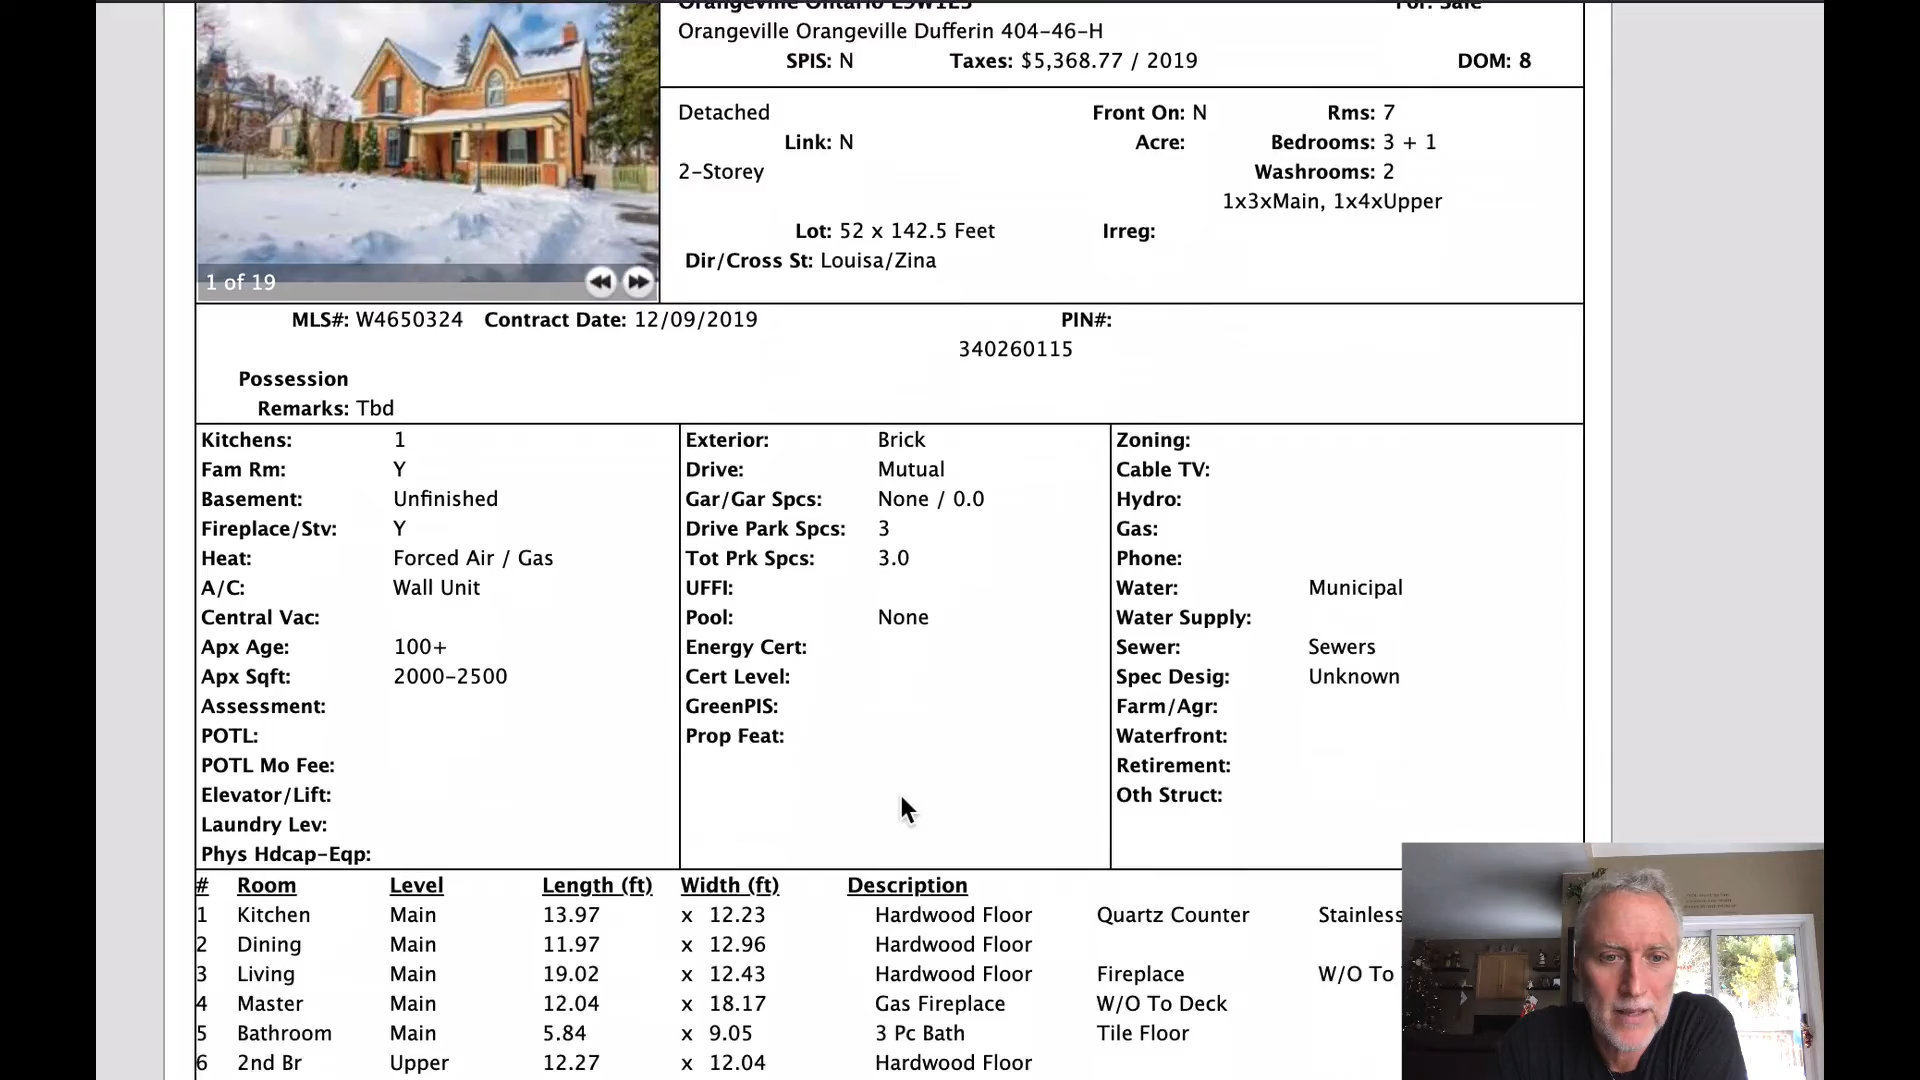 Orangeville Ontario L9W1E5 For: Sale
Orangeville Orangeville Dufferin 404-46-H
SPIS: N Taxes: $5,368.77 / 2019 DOM: 8
Detached Front On: N Rms: 7
Link: N Acre: Bedrooms: 3 + 1
2-Storey Washrooms: 2
1x3xMain, 1x4xUpper
Lot: 52 x 142.5 Feet Irreg:
Dir/Cross St: Louisa/Zina
1 of 19
MLS#: W4650324 Contract Date: 12/09/2019 PIN#:
340260115
Possession
Remarks: Tbd
Kitchens: 1 Exterior: Brick Zoning:
Fam Rm: Y Drive: Mutual Cable TV:
Basement: Unfinished Gar/Gar Spcs: None / 0.0 Hydro:
Fireplace/Stv: Y Drive Park Spcs: 3 Gas:
Heat: Forced Air / Gas Tot Prk Spcs: 3.0 Phone:
A/C: Wall Unit UFFI: Water: Municipal
Central Vac: Pool: None Water Supply:
Apx Age: 100+ Energy Cert: Sewer: Sewers
Apx Sqft: 2000-2500 Cert Level: Spec Desig: Unknown
Assessment: GreenPIS: Farm/Agr:
POTL: Prop Feat: Waterfront:
POTL Mo Fee: Retirement:
Elevator/Lift: Oth Struct:
Laundry Lev:
Phys Hdcap-Eqp:
# Room Level Length (ft) Width (ft) Description
1 Kitchen Main 13.97 x 12.23 Hardwood Floor Quartz Counter Stainless
2 Dining Main 11.97 x 12.96 Hardwood Floor
3 Living Main 19.02 x 12.43 Hardwood Floor Fireplace W/O To
4 Master Main 12.04 x 18.17 Gas Fireplace W/O To Deck
5 Bathroom Main 5.84 x 9.05 3 Pc Bath Tile Floor
6 2nd Br Upper 12.27 x 12.04 Hardwood Floor